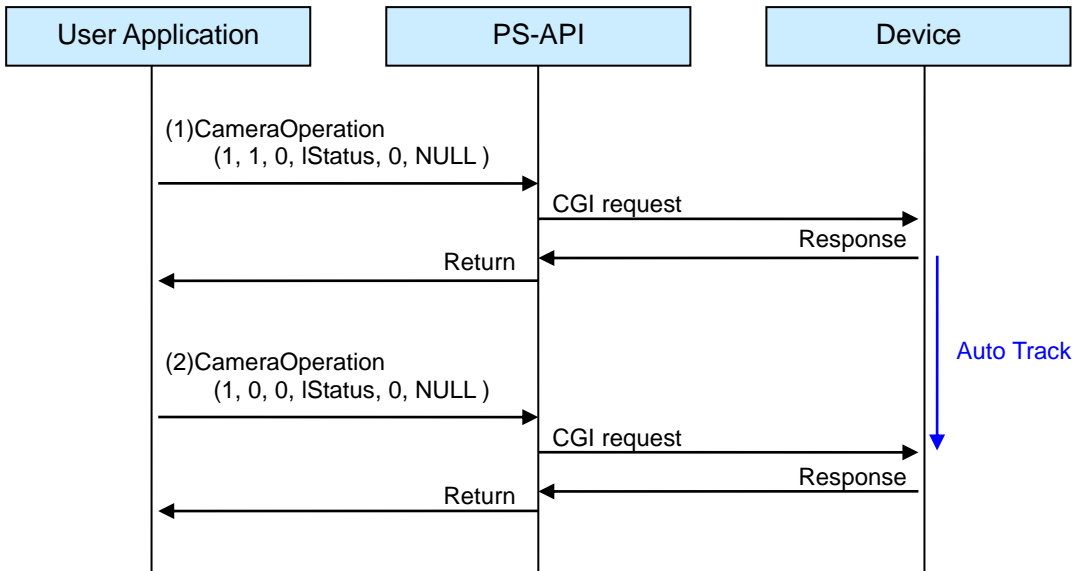 User Application
PS-API
Device
(1)CameraOperation
(1, 1, 0, lStatus, 0, NULL )
CGI request
Response
Return
Auto Track
(2)CameraOperation
(1, 0, 0, lStatus, 0, NULL )
CGI request
Response
Return